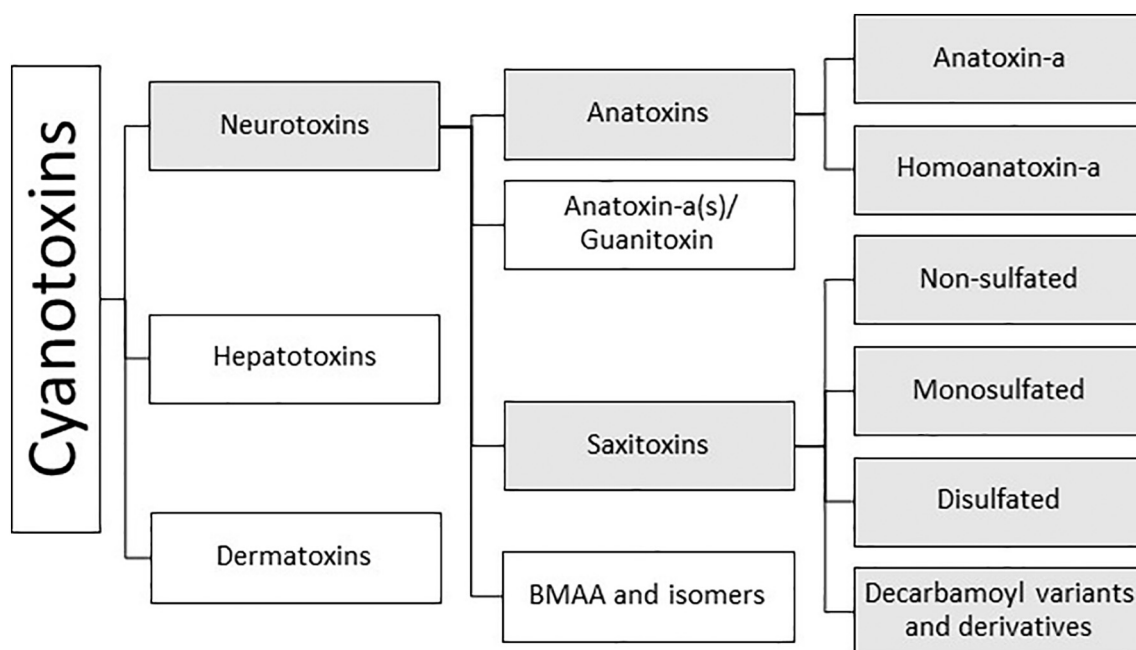 Cyanotoxins
Neurotoxins
Hepatotoxins
Dermatoxins
Anatoxins
Anatoxin-a(s)/
Guanitoxin
Saxitoxins
BMAA and isomers
Anatoxin-a
Homoanatoxin-a
Non-sulfated
Monosulfated
Disulfated
Decarbamoyl variants
and derivatives